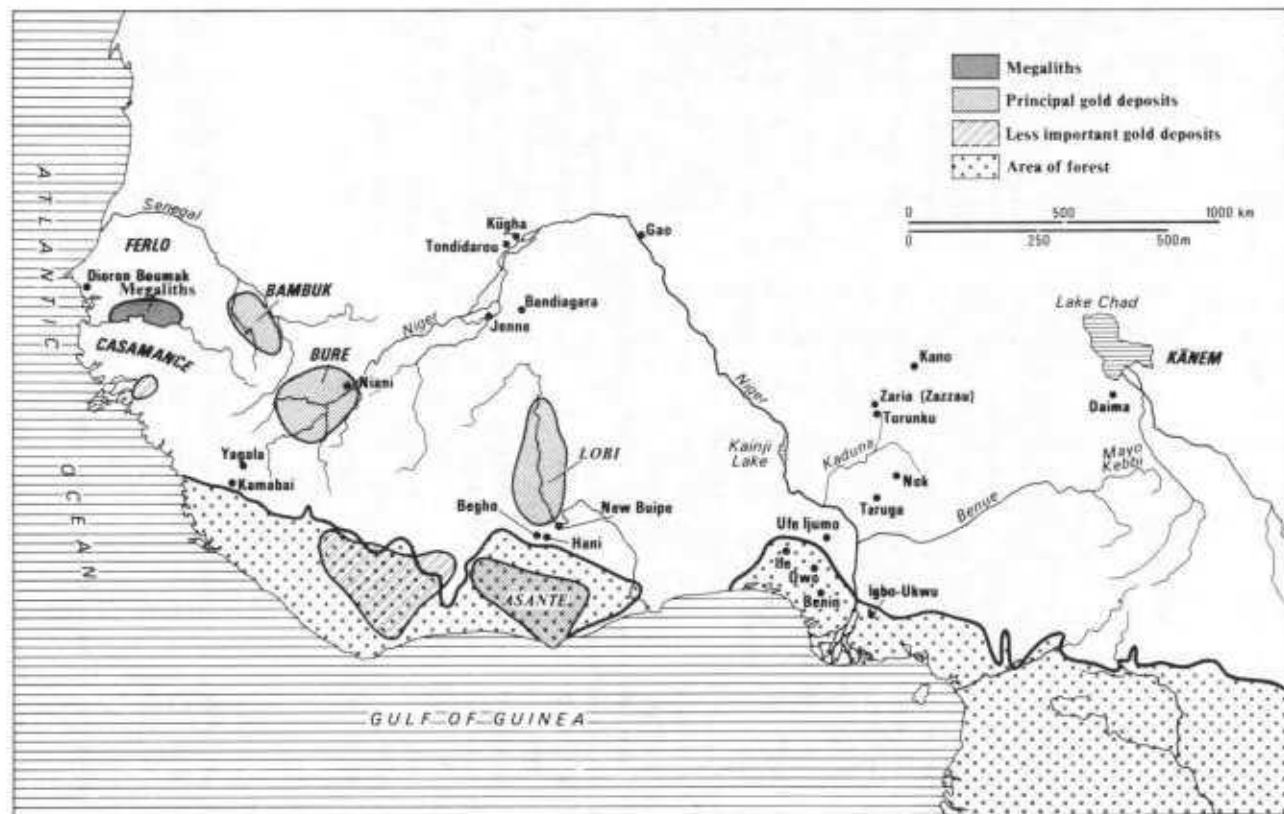 Megaliths
Principal gold deposits
Less important gold deposits
Area of forest
0 500 1000 km
0 250 500m
ATLANTIC OCEAN
Senegal
FERLO
Dioron Boumak
Megaliths
BAMBUK
CASAMANCE
BURE
Niani
Niger
Kūgha
Tondidarou
Gao
Bandiagara
Jenne
Yagala
Kamabai
LOBI
Begho
New Buipe
Hani
ASANTE
Niger
Kainji
Lake
Kaduna
Kano
Zaria (Zazzau)
Turunku
Nok
Taruga
Benue
Ufe Ijumo
Ife
Owo
Benin
Igbo-Ukwu
Lake Chad
KĀNEM
Daima
Mayo
Kebbi
GULF OF GUINEA